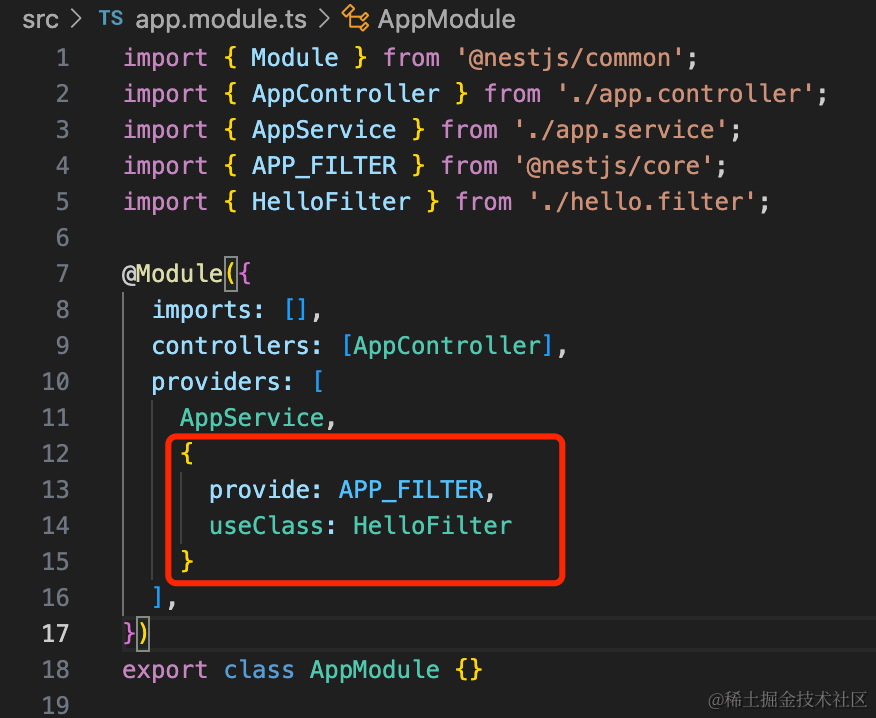 src > TS app.module.ts > AppModule
1 import { Module } from '@nestjs/common';
2 import { AppController } from './app.controller';
3 import { AppService } from './app.service';
4 import { APP_FILTER } from '@nestjs/core';
5 import { HelloFilter } from './hello.filter';
6
7 @Module({
8   imports: [],
9   controllers: [AppController],
10   providers: [
11     AppService,
12     {
13       provide: APP_FILTER,
14       useClass: HelloFilter
15     }
16   ],
17 })
18 export class AppModule {}
19
@稀土掘金技术社区